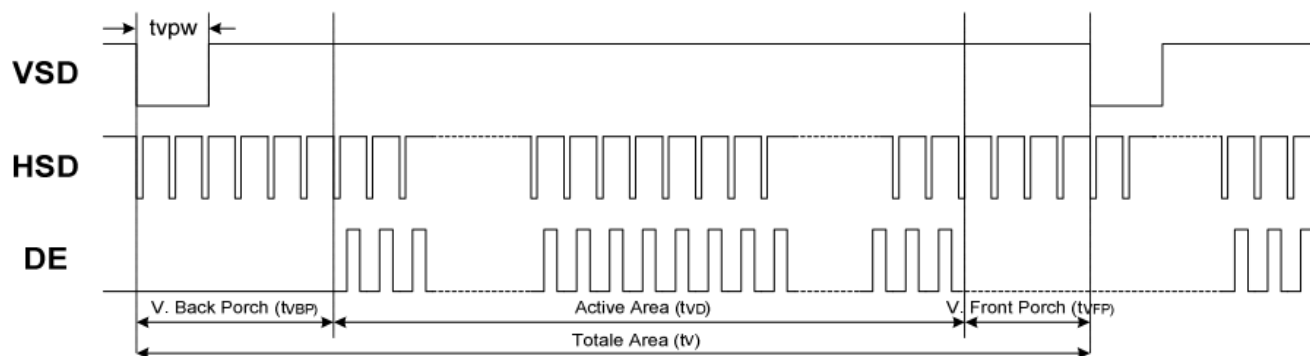 tvpw
VSD
HSD
DE
V. Back Porch (tVBP) Active Area (tVD) V. Front Porch (tVFP)
Totale Area (tv)